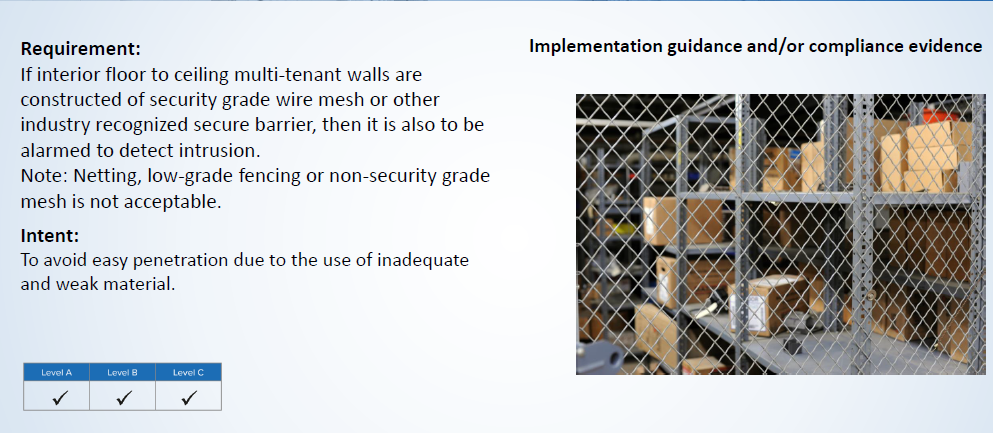 Requirement:
If interior floor to ceiling multi-tenant walls are
constructed of security grade wire mesh or other
industry recognized secure barrier, then it is also to be
alarmed to detect intrusion.
Note: Netting, low-grade fencing or non-security grade
mesh is not acceptable.
Intent:
To avoid easy penetration due to the use of inadequate
and weak material.
Level A Level B Level C
✓ ✓ ✓
Implementation guidance and/or compliance evidence